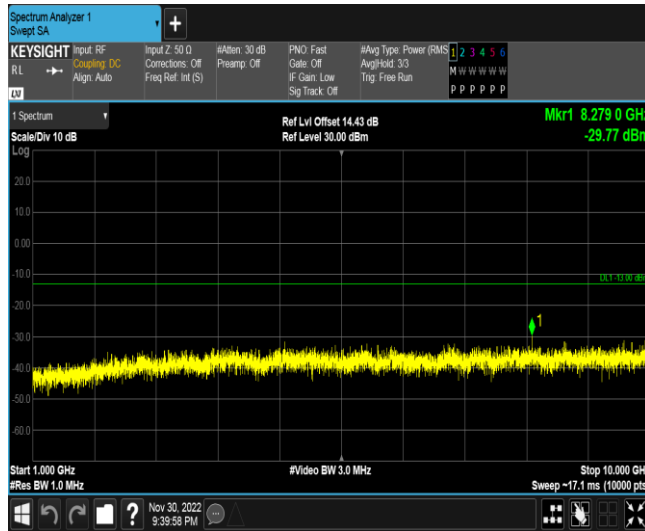 Spectrum Analyzer 1
Swept SA
KEYSIGHT
RL
Input: RF
Coupling: DC
Align: Auto
Input Z: 50 Ω
Corrections: Off
Freq Ref: Int (S)
#Atten: 30 dB
Preamp: Off
PNO: Fast
Gate: Off
IF Gain: Low
Sig Track: Off
#Avg Type: Power (RMS
Avg|Hold: 3/3
Trig: Free Run
1 2 3 4 5 6
M W W W W W
P P P P P P
LXI
1 Spectrum
Scale/Div 10 dB
Log
Ref Lvl Offset 14.43 dB
Ref Level 30.00 dBm
Mkr1 8.279 0 GH
-29.77 dBm
20.0
10.0
0.00
-10.0
DL1 -13.00 dBm
-20.0
1
-30.0
-40.0
-50.0
-60.0
Start 1.000 GHz
#Res BW 1.0 MHz
#Video BW 3.0 MHz
Stop 10.000 GH
Sweep ~17.1 ms (10000 pts
?
Nov 30, 2022
9:39:58 PM